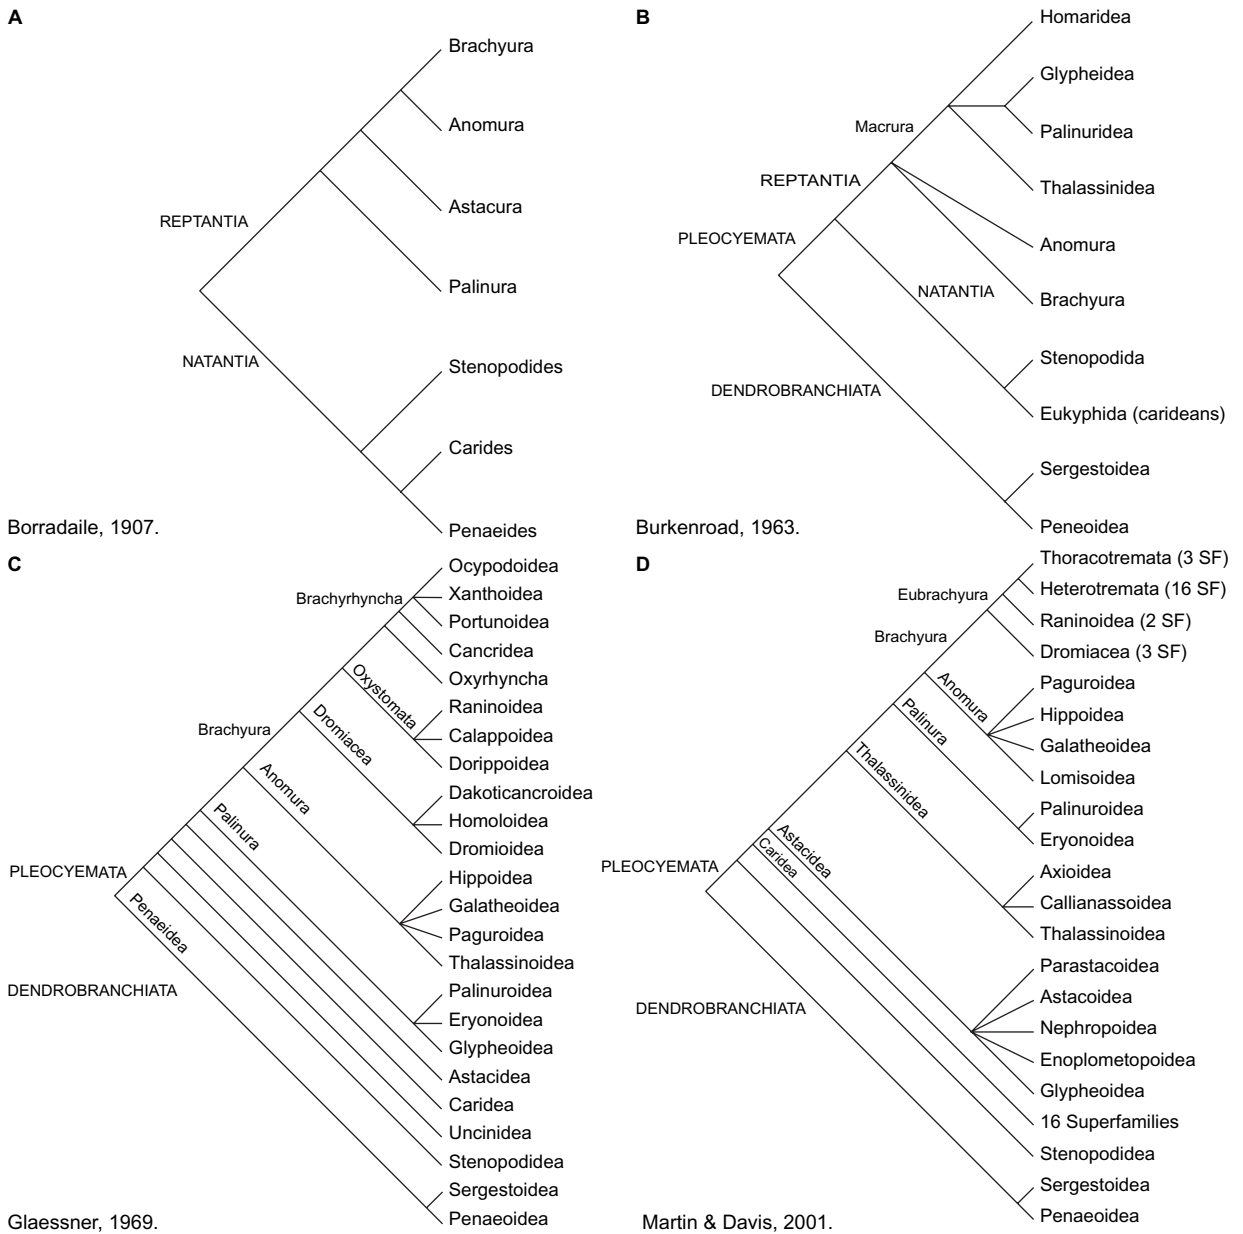 A
Brachyura
Anomura
REPTANTIA
Astacura
Palinura
NATANTIA
Stenopodides
Carides
Penaeides
Borradaile, 1907.
B
Homaridea
Glypheidea
Macrura
Palinuridea
REPTANTIA
Thalassinidea
PLEOCYEMATA
Anomura
NATANTIA
Brachyura
Stenopodida
DENDROBRANCHIATA
Eukyphida (carideans)
Sergestoidea
Peneoidea
Burkenroad, 1963.
C
Ocypodoidea
Brachyrhyncha
Xanthoidea
Portunoidea
Cancridea
Oxyrhyncha
Oxystomata
Raninoidea
Calappoidea
Dorippoidea
Brachyura
Dromiacea
Dakoticancroidea
Homoloidea
Dromioidea
Anomura
Hippoidea
Galatheoidea
Paguroidea
Thalassinoidea
Palinura
Palinuroidea
Eryonoidea
Glypheoidea
Astacidea
Caridea
Uncinidea
Stenopodidea
PLEOCYEMATA
Penaeidea
DENDROBRANCHIATA
Sergestoidea
Penaeoidea
Glaessner, 1969.
D
Thoracotremata (3 SF)
Eubrachyura
Heterotremata (16 SF)
Raninoidea (2 SF)
Brachyura
Dromiacea (3 SF)
Anomura
Paguroidea
Hippoidea
Galatheoidea
Lomisoidea
Palinura
Palinuroidea
Eryonoidea
Thalassinidea
Axioidea
Callianassoidea
Thalassinoidea
Astacidea
Parastacoidea
Astacoidea
Nephropoidea
Enoplometopoidea
Glypheoidea
Caridea
16 Superfamilies
PLEOCYEMATA
Stenopodidea
DENDROBRANCHIATA
Sergestoidea
Penaeoidea
Martin & Davis, 2001.